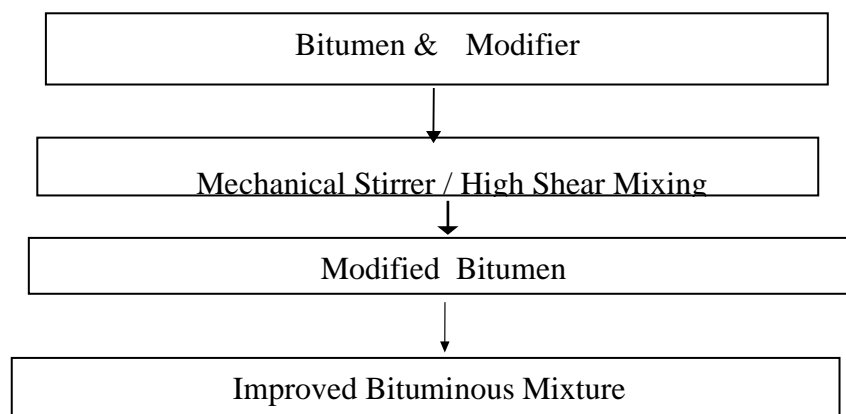 Bitumen & Modifier
Mechanical Stirrer / High Shear Mixing
Modified Bitumen
Improved Bituminous Mixture